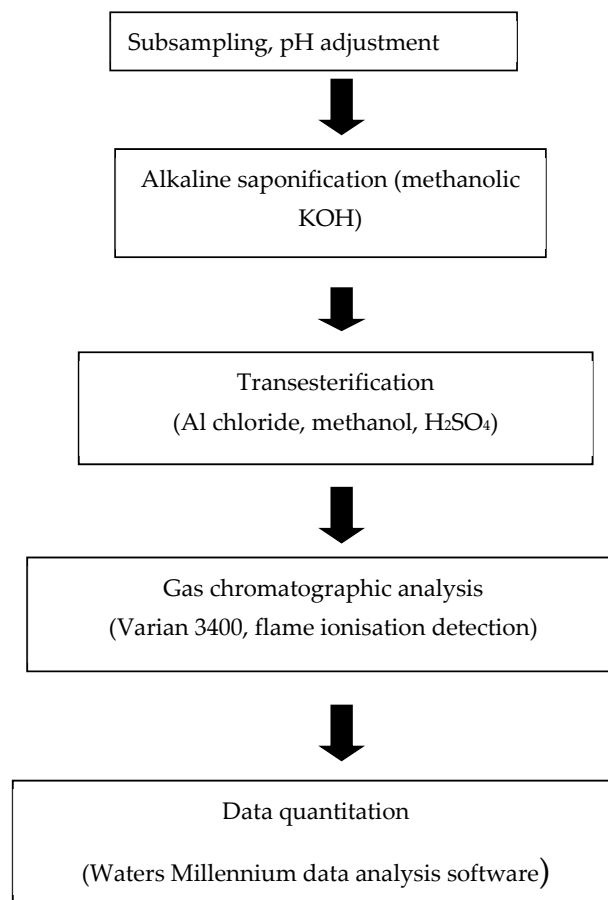 Subsampling, pH adjustment
Alkaline saponification (methanolic
KOH)
Transesterification
(Al chloride, methanol, H₂SO₄)
Gas chromatographic analysis
(Varian 3400, flame ionisation detection)
Data quantitation
(Waters Millennium data analysis software)